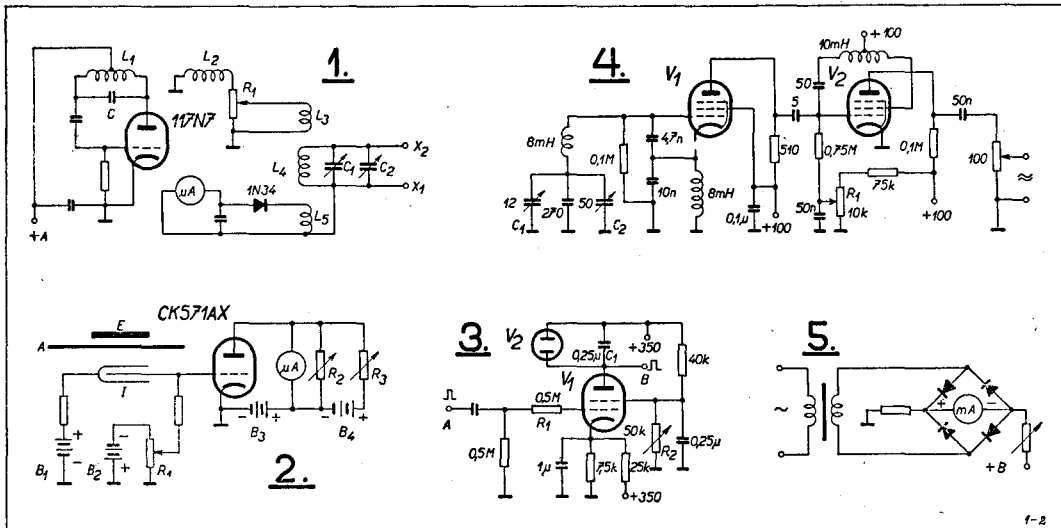 1.
L1
L2
R1
C
117N7
L3
L4
C1
C2
X2
X1
µA
1N34
L5
+A
2.
CK571AX
E
A
I
µA
R2
R3
- +
B3
- +
B4
+
-
B1
-
+
B2
R1
3.
V2
0,25µ
C1
+350
40k
B
V1
A
0,5M
R1
0,5M
50k
R2
0,25µ
1µ
7,5k
25k
+350
4.
V1
8mH
0,1M
4,7n
10n
8mH
12
C1
270
50
C2
510
0,1µ
+100
5
50
10mH
+100
V2
0,75M
0,1M
50n
100
≈
75k
R1
10k
50n
+100
5.
~
+
mA
-
+B
1-2